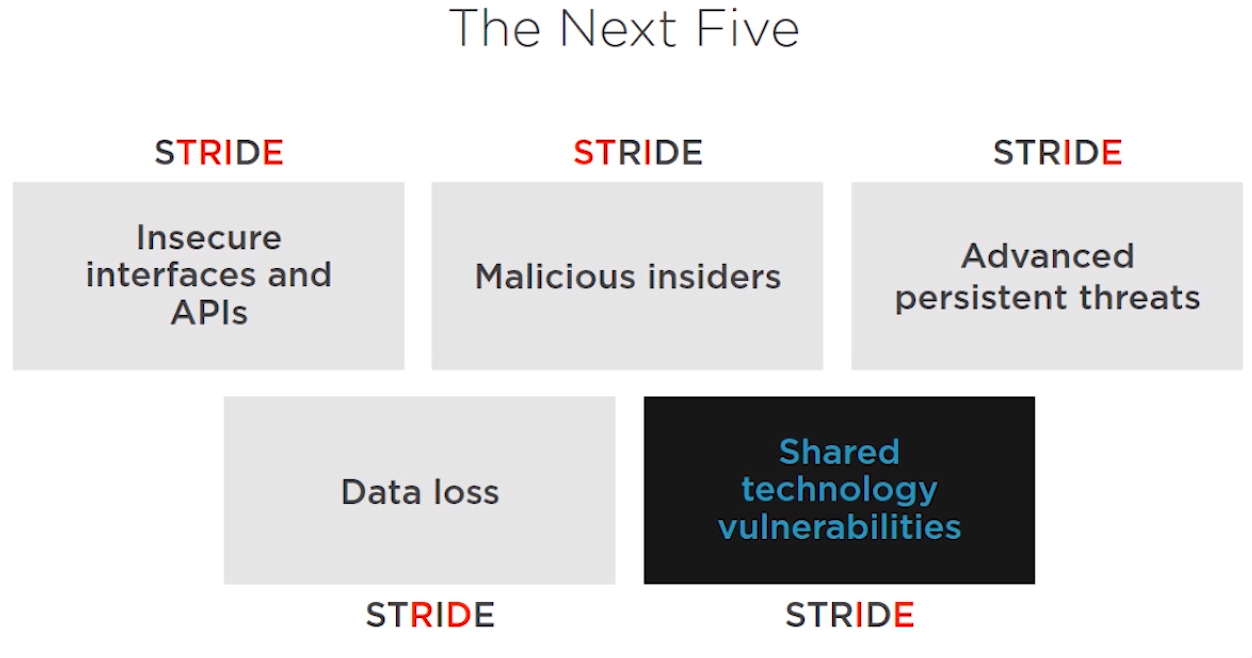 The Next Five
STRIDE
STRIDE
STRIDE
Insecure
interfaces and
APIs
Malicious insiders
Advanced
persistent threats
Data loss
Shared
technology
vulnerabilities
STRIDE
STRIDE